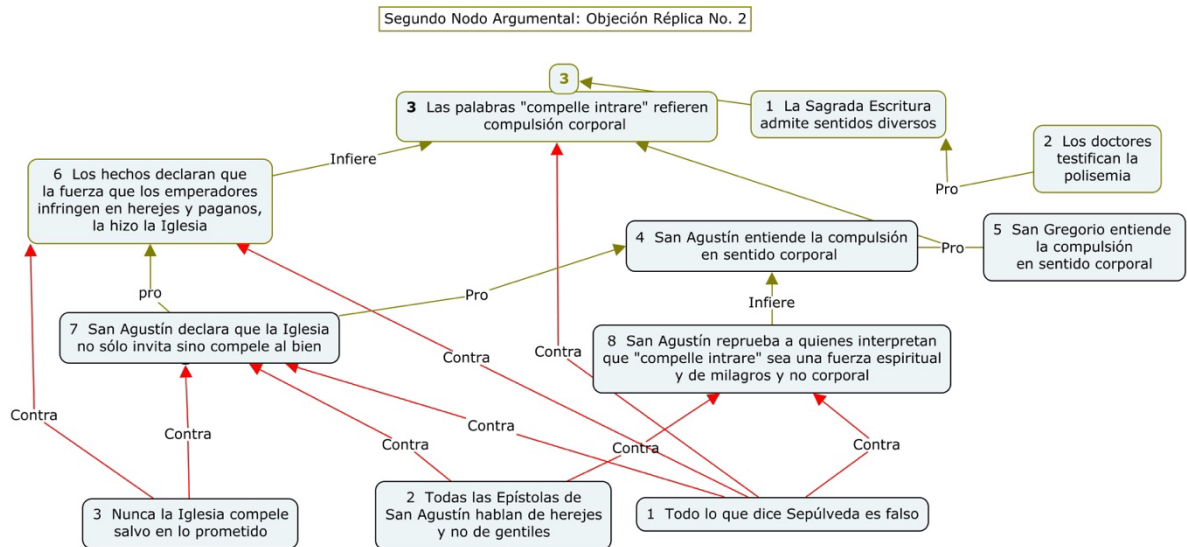 Segundo Nodo Argumental: Objeción Réplica No. 2
3
3 Las palabras "compelle intrare" refieren
compulsión corporal
1 La Sagrada Escritura
admite sentidos diversos
2 Los doctores
testifican la
polisemia
Infiere
Pro
6 Los hechos declaran que
la fuerza que los emperadores
infringen en herejes y paganos,
la hizo la Iglesia
4 San Agustín entiende la compulsión
en sentido corporal
Pro
5 San Gregorio entiende
la compulsión
en sentido corporal
pro
Pro
Infiere
7 San Agustín declara que la Iglesia
no sólo invita sino compele al bien
8 San Agustín reprueba a quienes interpretan
que "compelle intrare" sea una fuerza espiritual
y de milagros y no corporal
Contra
Contra
Contra
Contra
Contra
Contra
Contra
Contra
3 Nunca la Iglesia compele
salvo en lo prometido
2 Todas las Epístolas de
San Agustín hablan de herejes
y no de gentiles
1 Todo lo que dice Sepúlveda es falso